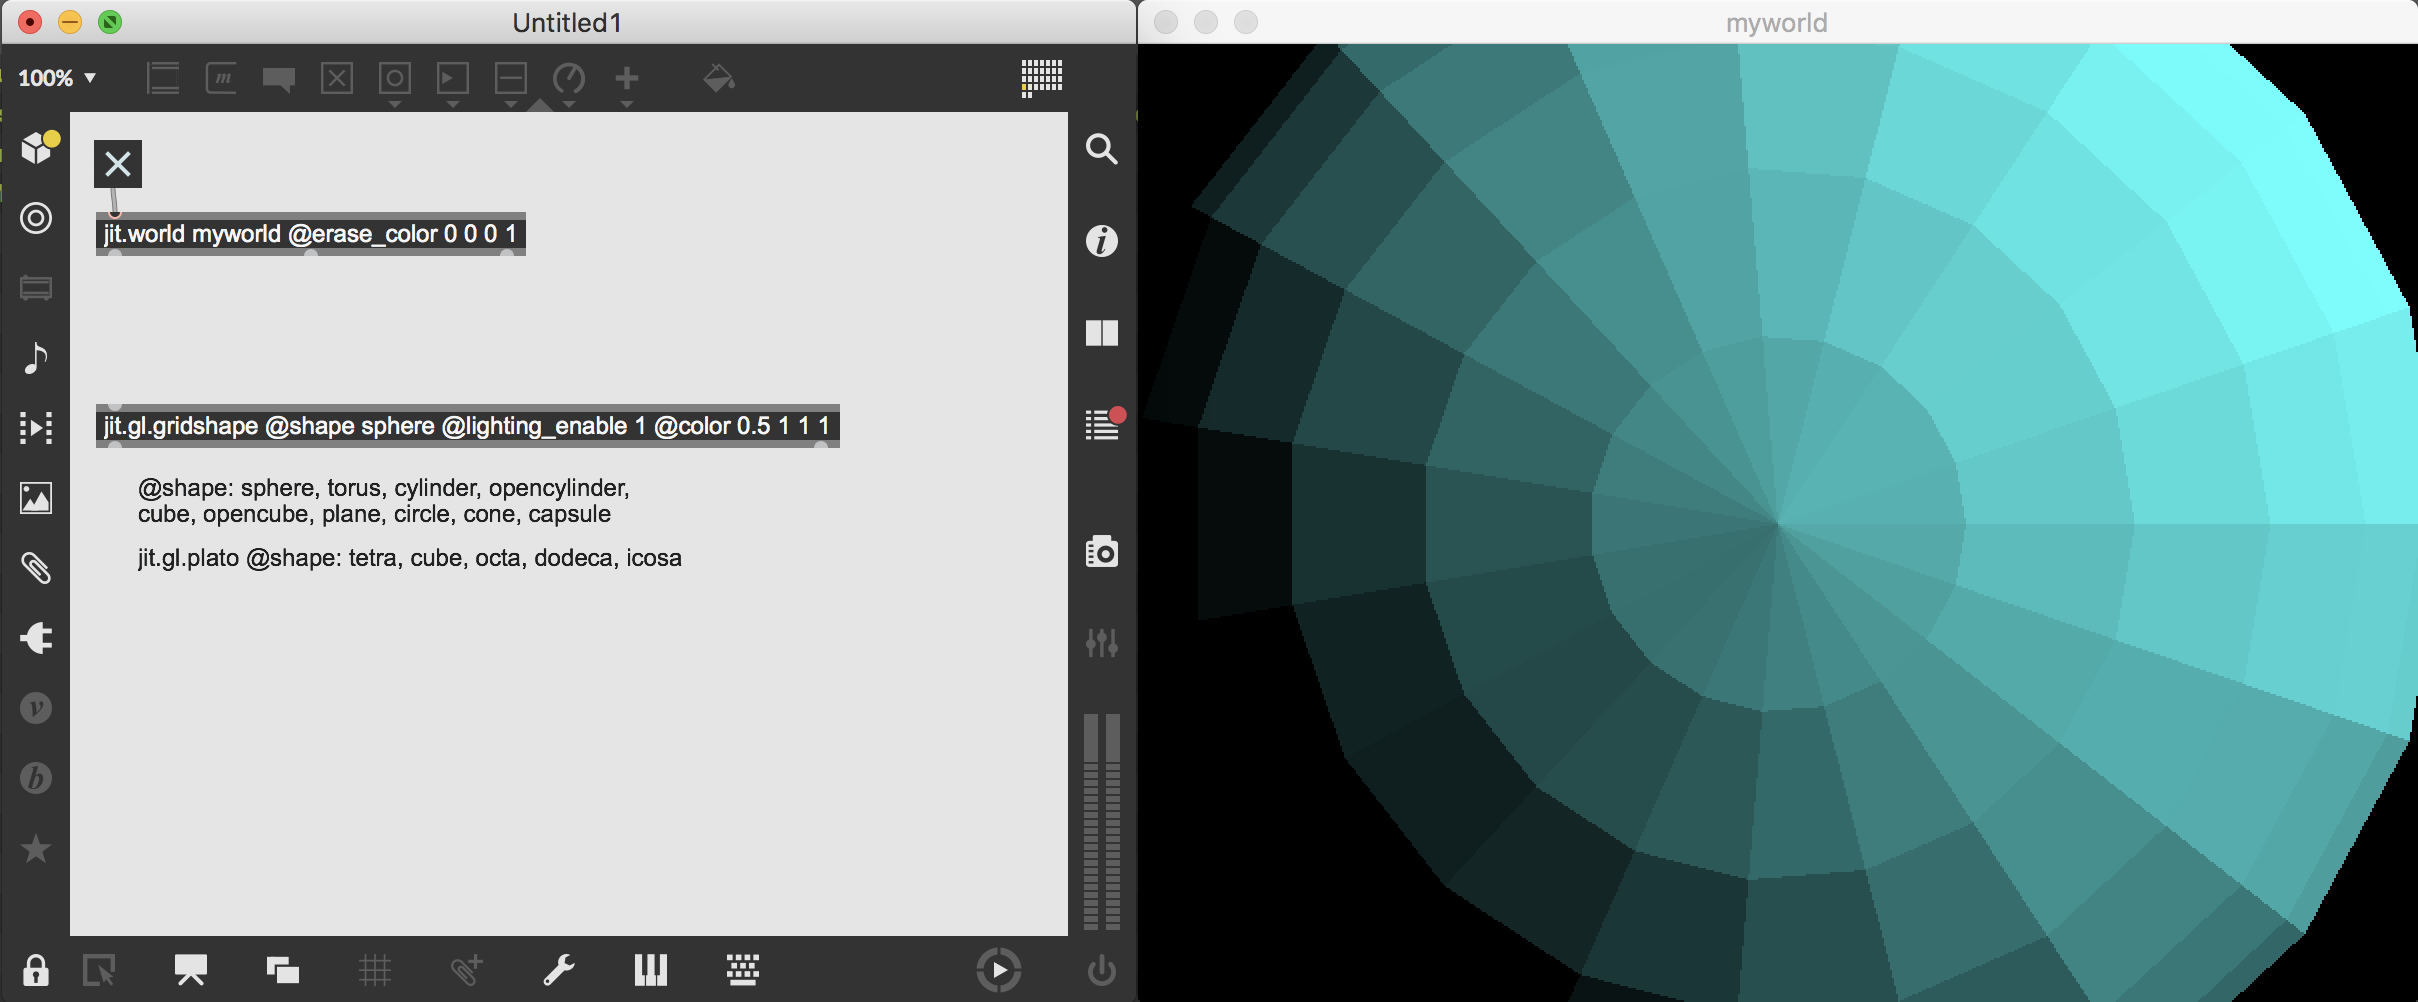 Untitled1
myworld
100%
m
jit.world myworld @erase_color 0 0 0 1
jit.gl.gridshape @shape sphere @lighting_enable 1 @color 0.5 1 1 1
@shape: sphere, torus, cylinder, opencylinder,
cube, opencube, plane, circle, cone, capsule
jit.gl.plato @shape: tetra, cube, octa, dodeca, icosa
i
v
b